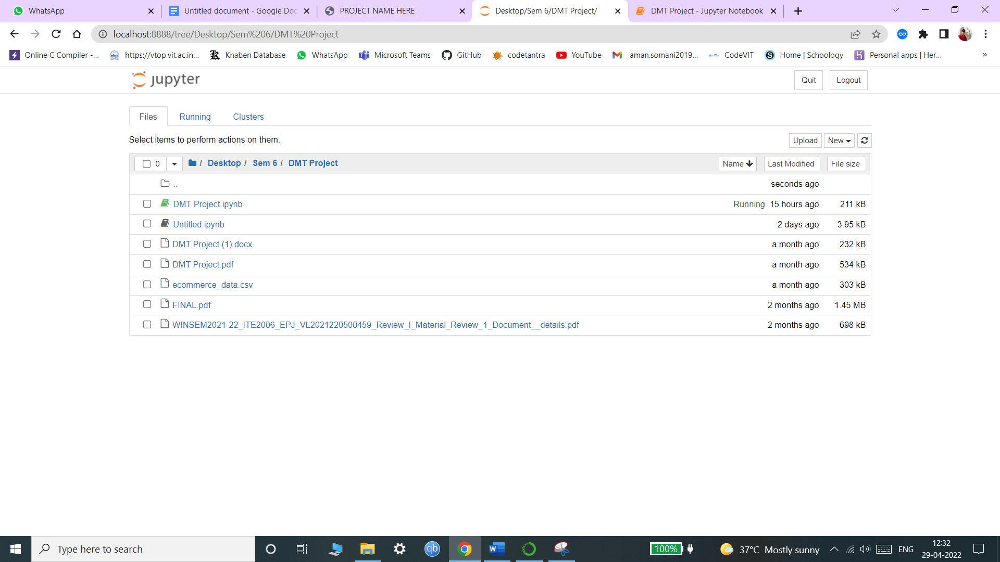 WhatsApp
Untitled document - Google Doc
PROJECT NAME HERE
Desktop/Sem 6/DMT Project/
DMT Project - Jupyter Notebook
localhost:8888/tree/Desktop/Sem%206/DMT%20Project
Online C Compiler -...
https://vtop.vit.ac.in...
Knaben Database
WhatsApp
Microsoft Teams
GitHub
codetantra
YouTube
aman.somani2019...
CodeVIT
Home | Schoology
Personal apps | Her...
»
jupyter
Quit
Logout
Files
Running
Clusters
Select items to perform actions on them.
Upload
New
0
/ Desktop / Sem 6 / DMT Project
Name
Last Modified
File size
..
seconds ago
DMT Project.ipynb
Running 15 hours ago 211 kB
Untitled.ipynb
2 days ago 3.95 kB
DMT Project (1).docx
a month ago 232 kB
DMT Project.pdf
a month ago 534 kB
ecommerce_data.csv
a month ago 303 kB
FINAL.pdf
2 months ago 1.45 MB
WINSEM2021-22_ITE2006_EPJ_VL2021220500459_Review_I_Material_Review_1_Document__details.pdf
2 months ago 698 kB
Type here to search
qb
100%
37°C Mostly sunny
ENG
12:32
29-04-2022